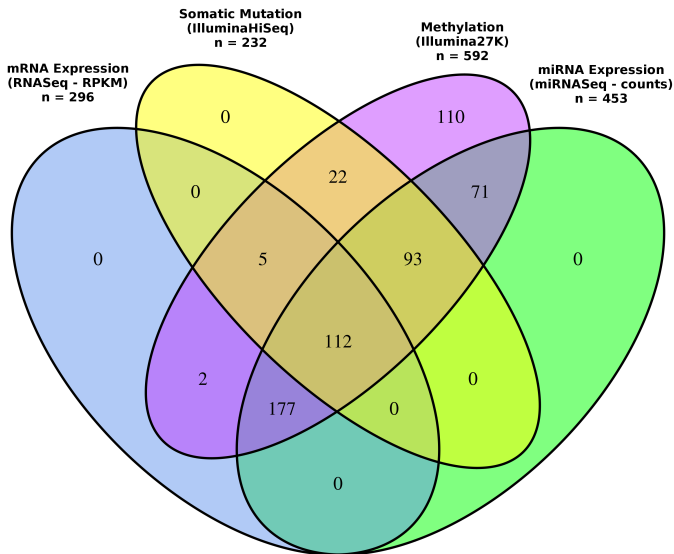 Somatic Mutation
(IlluminaHiSeq)
n = 232
Methylation
(Illumina27K)
n = 592
mRNA Expression
(RNASeq - RPKM)
n = 296
miRNA Expression
(miRNASeq - counts)
n = 453
0
110
22
0
71
0
5
93
0
112
2
0
177
0
0